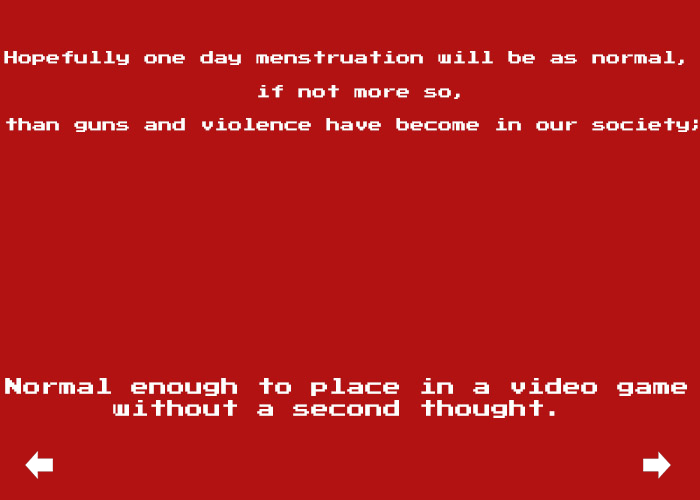 Hopefully one day menstruation will be as normal,
if not more so,
than guns and violence have become in our society;
Normal enough to place in a video game
without a second thought.